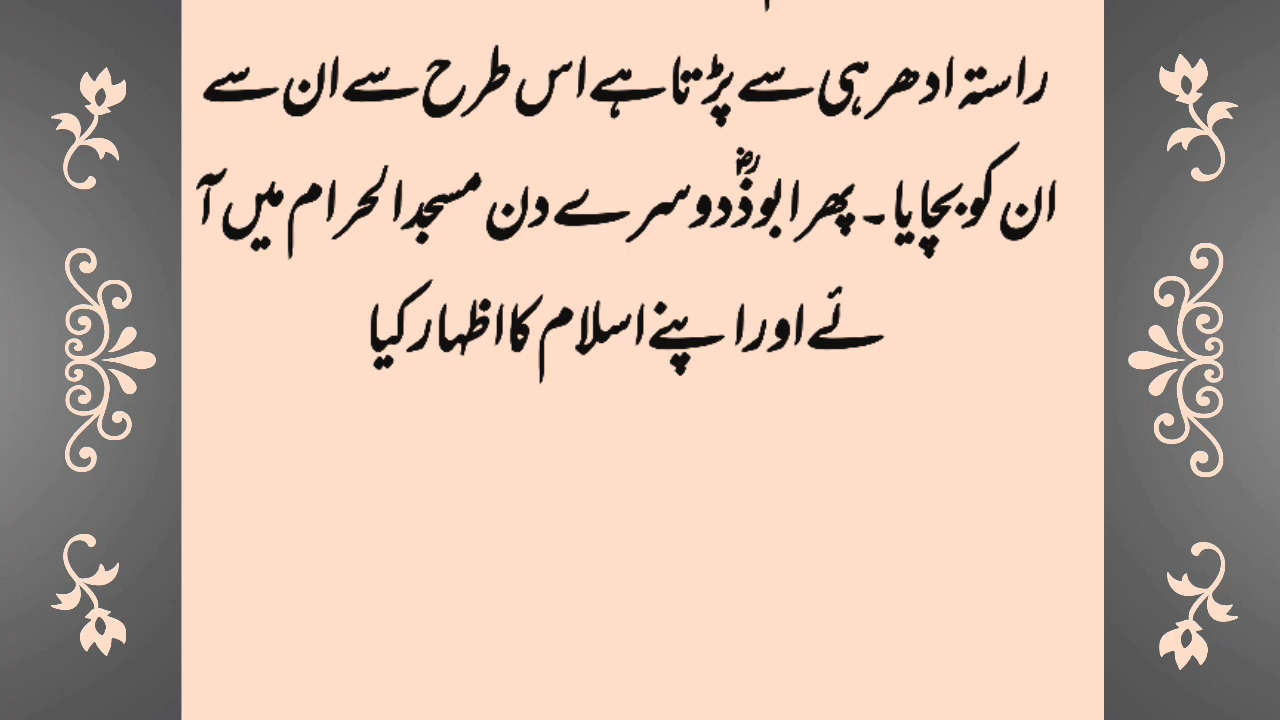 راستہ ادھر ہی سے پڑتا ہے اس طرح سے ان سے
ان کو بچایا ۔ پھر ابوذرؓ دوسرے دن مسجد الحرام میں آ
ئے اور اپنے اسلام کا اظہار کیا